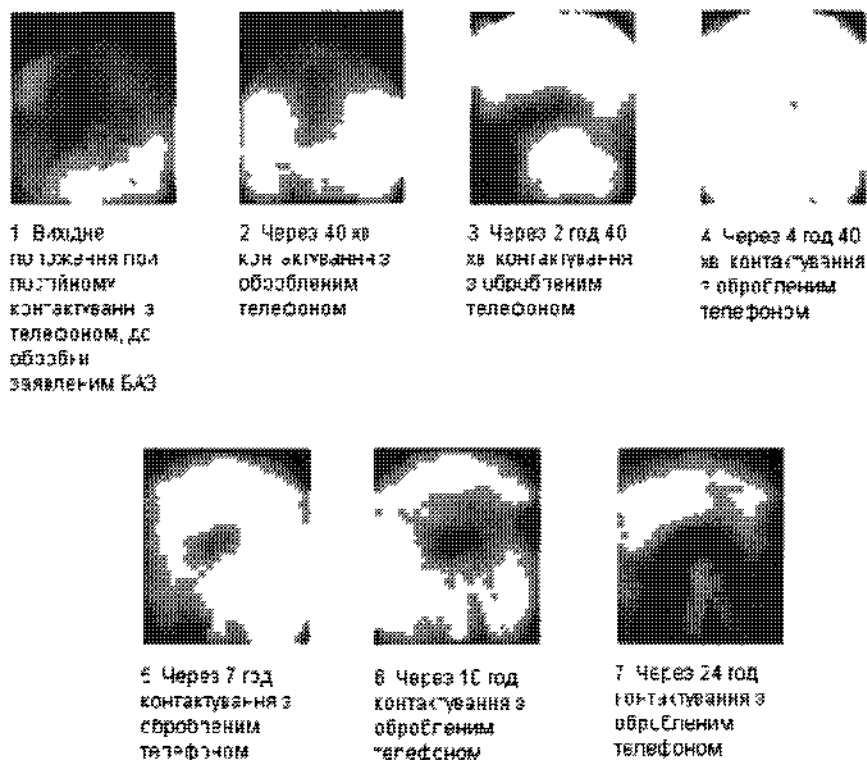 1 Вихідне
положення при
постійному
контактуванні з
телефоном, до
обробки
заявленим БАЗ
2 Через 40 хв
контактування з
обробленим
телефоном
3 Через 2 год 40
хв контактування
з обробленим
телефоном
4 Через 4 год 40
хв контактування
з обробленим
телефоном
5 Через 7 год
контактування з
обробленим
телефоном
6 Через 10 год
контактування з
обробленим
телефоном
7 Через 24 год
контактування з
обробленим
телефоном